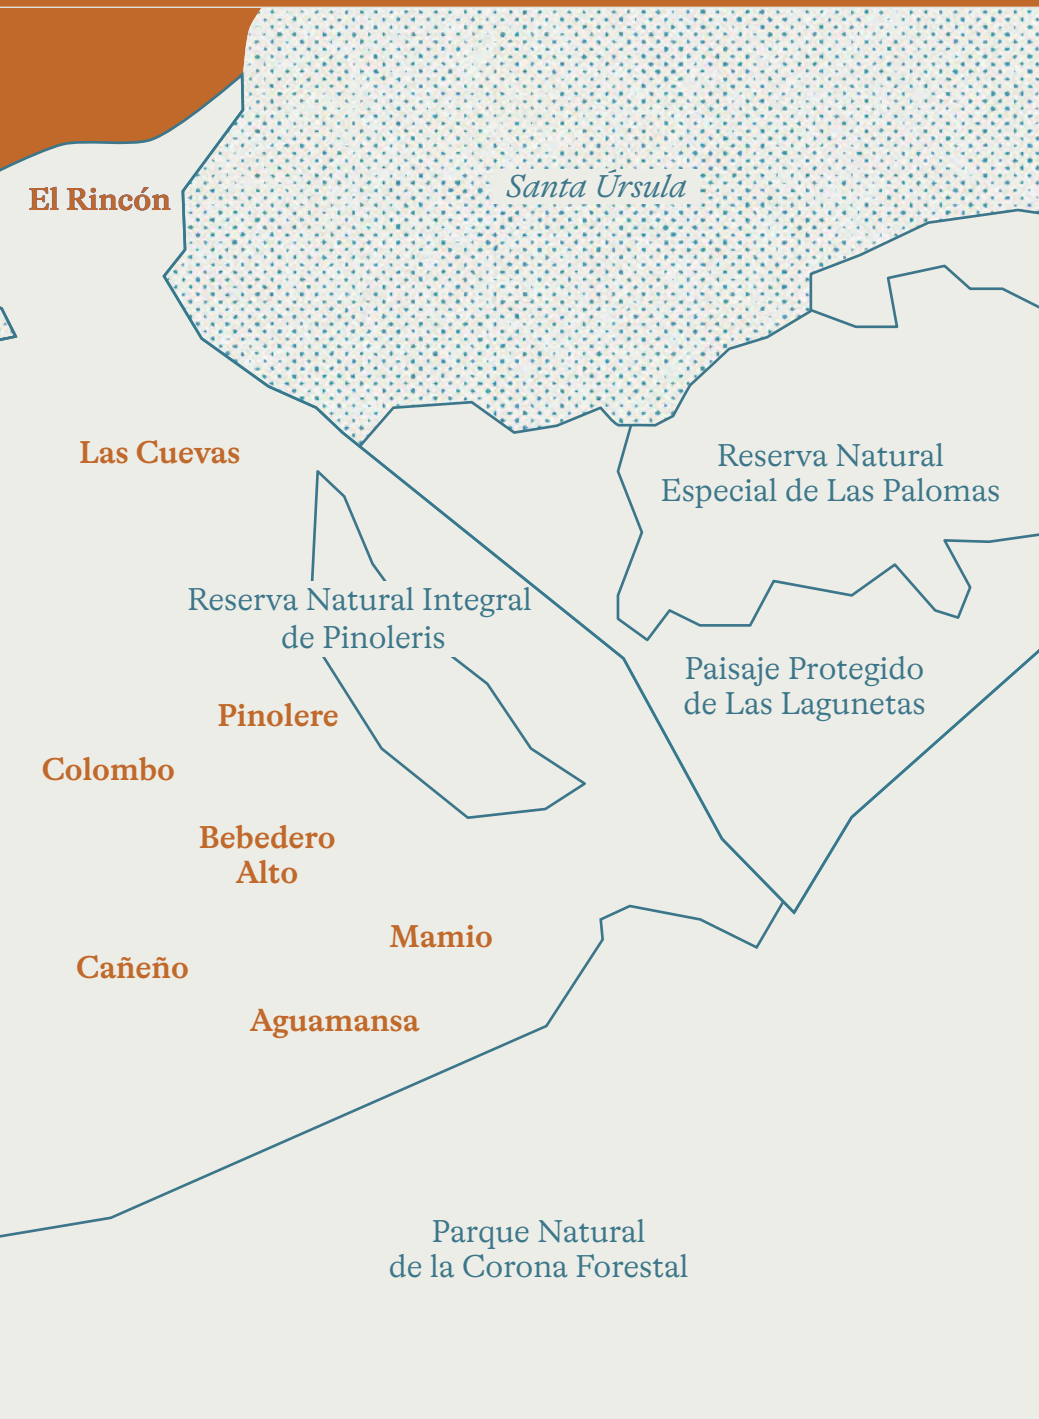 Santa Úrsula
El Rincón
Las Cuevas
Reserva Natural
Especial de Las Palomas
Reserva Natural Integral
de Pinoleris
Paisaje Protegido
de Las Lagunetas
Pinolere
Colombo
Bebedero
Alto
Mamio
Cañeño
Aguamansa
Parque Natural
de la Corona Forestal